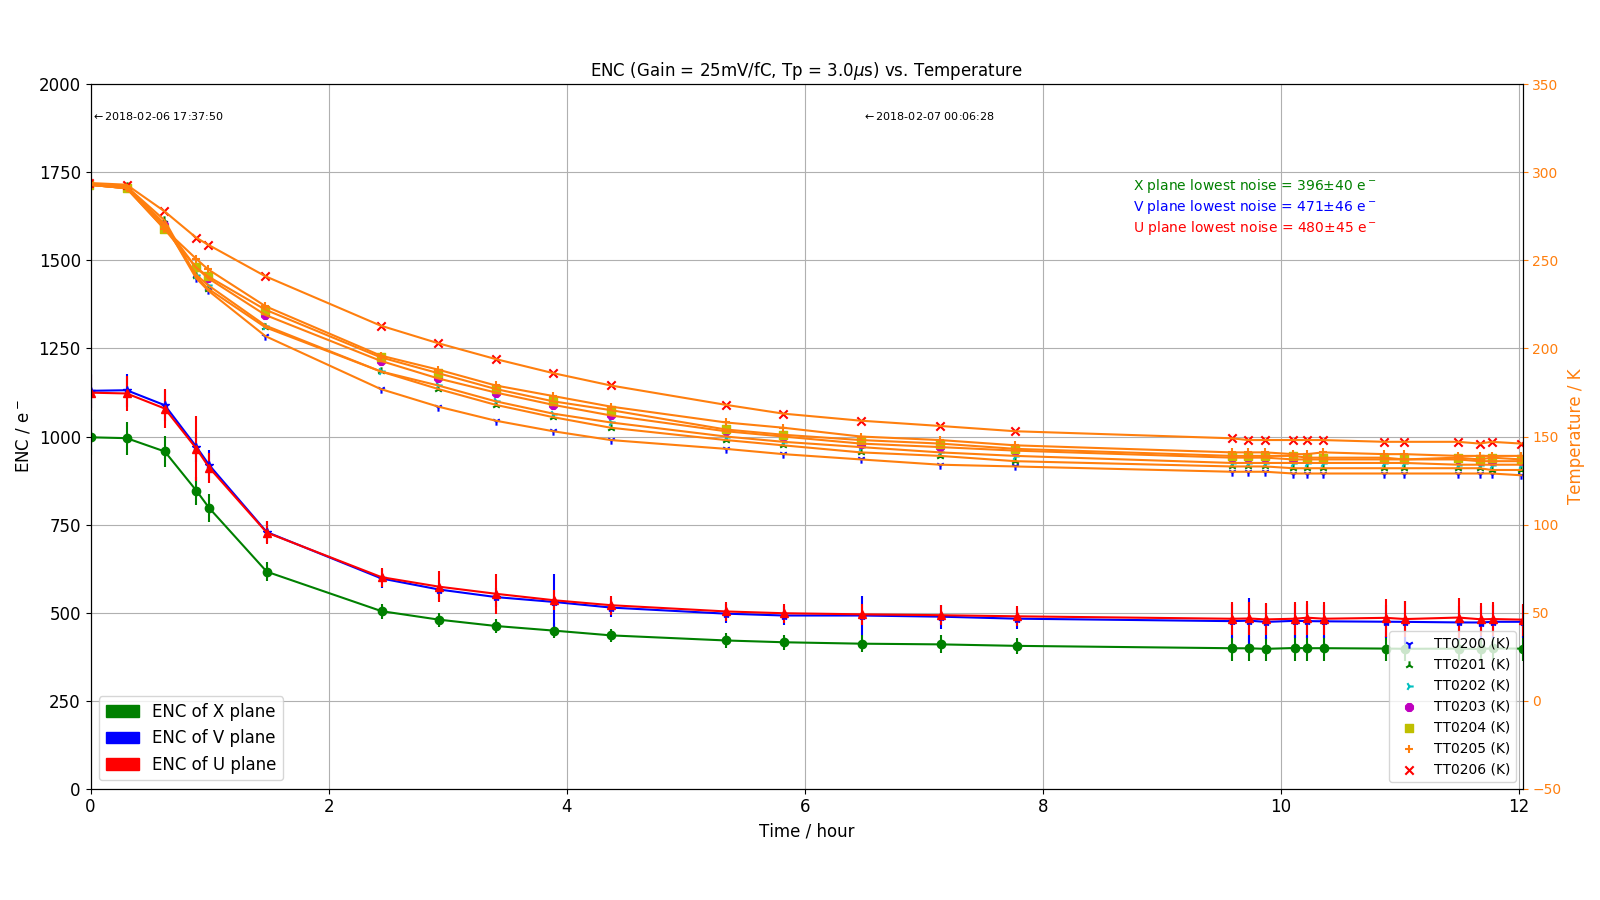 ENC (Gain = 25mV/fC, Tp = 3.0μs) vs. Temperature
2000
1750
1500
1250
1000
750
500
250
0
ENC / e⁻
350
300
250
200
150
100
50
0
−50
Temperature / K
←2018-02-06 17:37:50
←2018-02-07 00:06:28
X plane lowest noise = 396±40 e⁻
V plane lowest noise = 471±46 e⁻
U plane lowest noise = 480±45 e⁻
ENC of X plane
ENC of V plane
ENC of U plane
TT0200 (K)
TT0201 (K)
TT0202 (K)
TT0203 (K)
TT0204 (K)
TT0205 (K)
TT0206 (K)
0 2 4 6 8 10 12
Time / hour